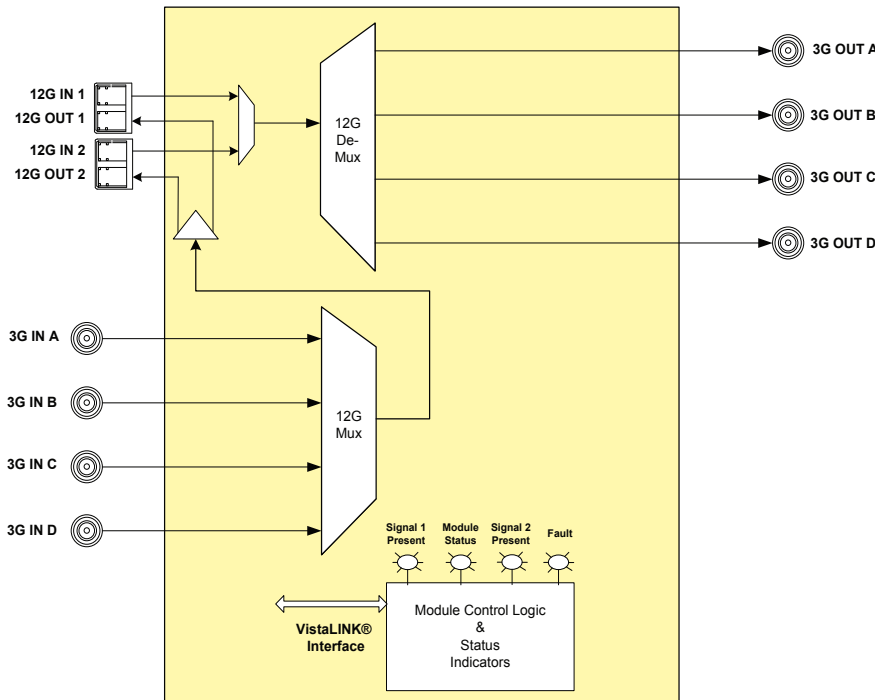 3G OUT A
12G IN 1
12G OUT 1
12G IN 2
12G OUT 2
12G
De-
Mux
3G OUT B
3G OUT C
3G OUT D
3G IN A
3G IN B
3G IN C
3G IN D
12G
Mux
Signal 1
Present
Module
Status
Signal 2
Present
Fault
VistaLINK®
Interface
Module Control Logic
&
Status
Indicators